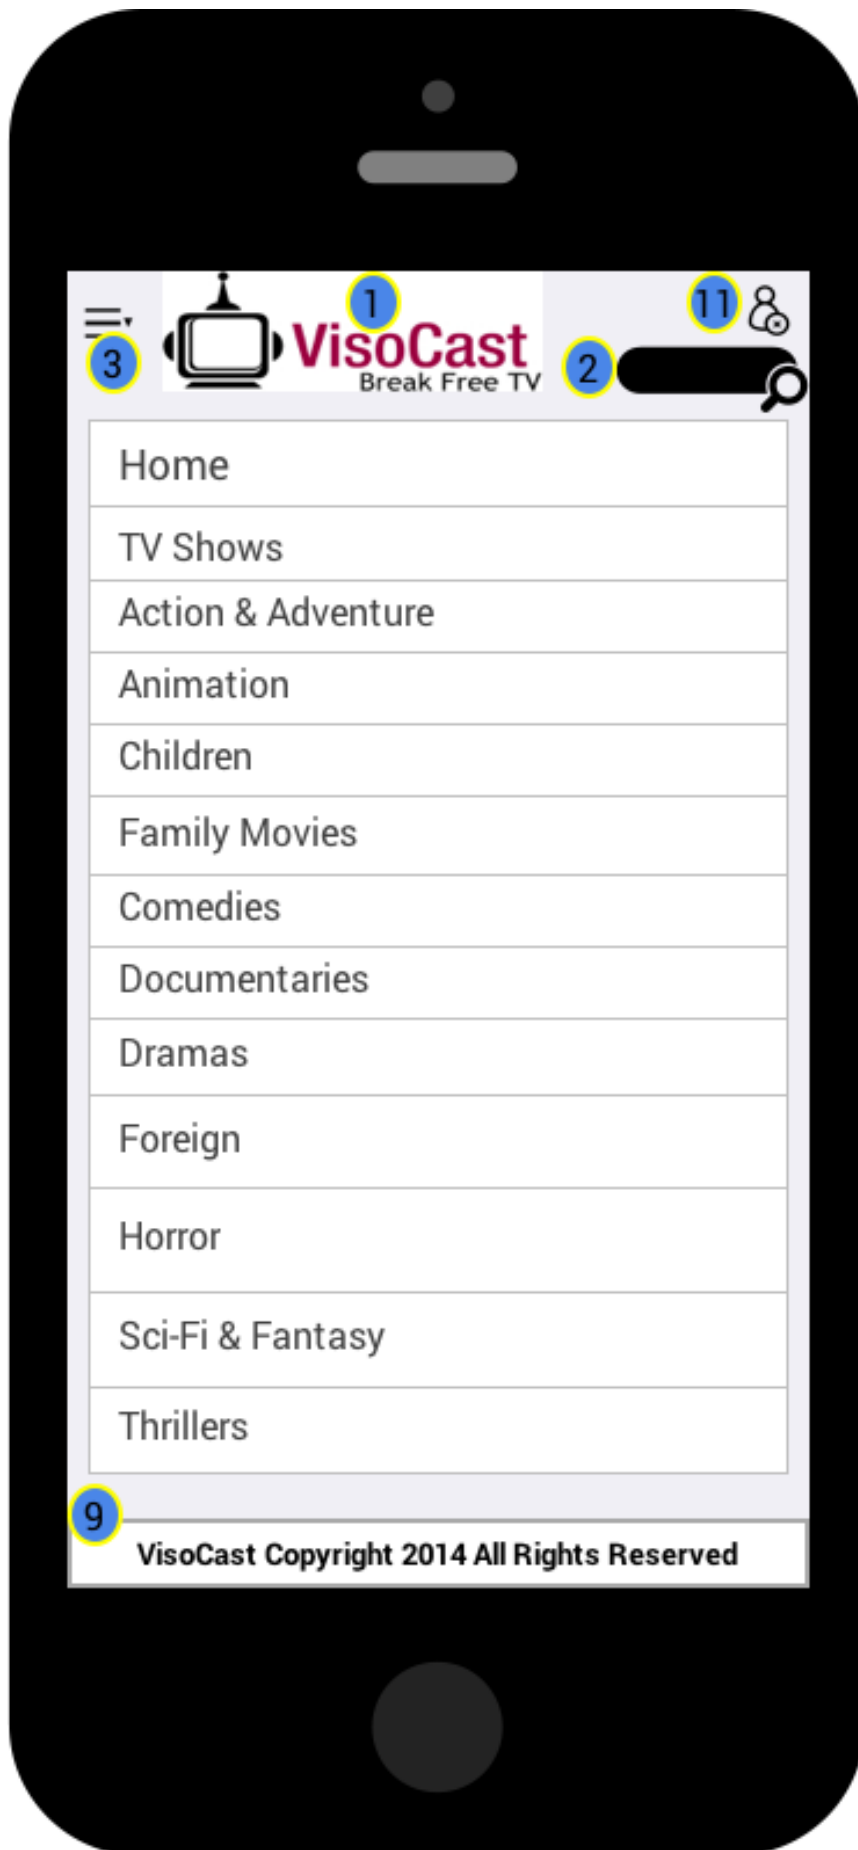 1
11
3
VisoCast
2
Break Free TV
Home
TV Shows
Action & Adventure
Animation
Children
Family Movies
Comedies
Documentaries
Dramas
Foreign
Horror
Sci-Fi & Fantasy
Thrillers
9
VisoCast Copyright 2014 All Rights Reserved